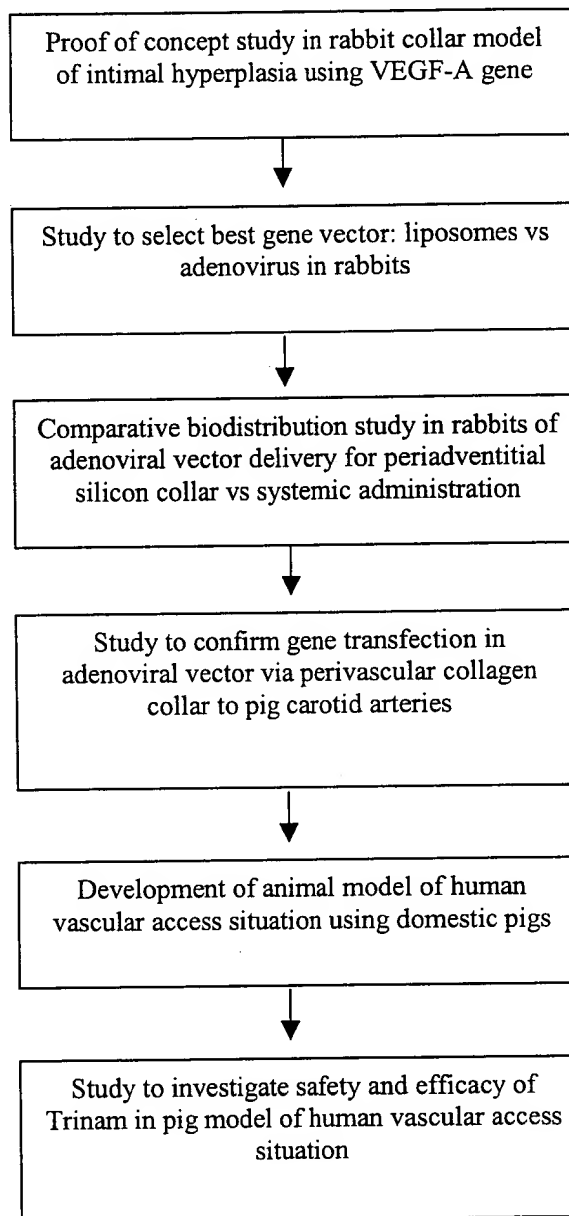 Proof of concept study in rabbit collar model
of intimal hyperplasia using VEGF-A gene
Study to select best gene vector: liposomes vs
adenovirus in rabbits
Comparative biodistribution study in rabbits of
adenoviral vector delivery for periadventitial
silicon collar vs systemic administration
Study to confirm gene transfection in
adenoviral vector via perivascular collagen
collar to pig carotid arteries
Development of animal model of human
vascular access situation using domestic pigs
Study to investigate safety and efficacy of
Trinam in pig model of human vascular access
situation